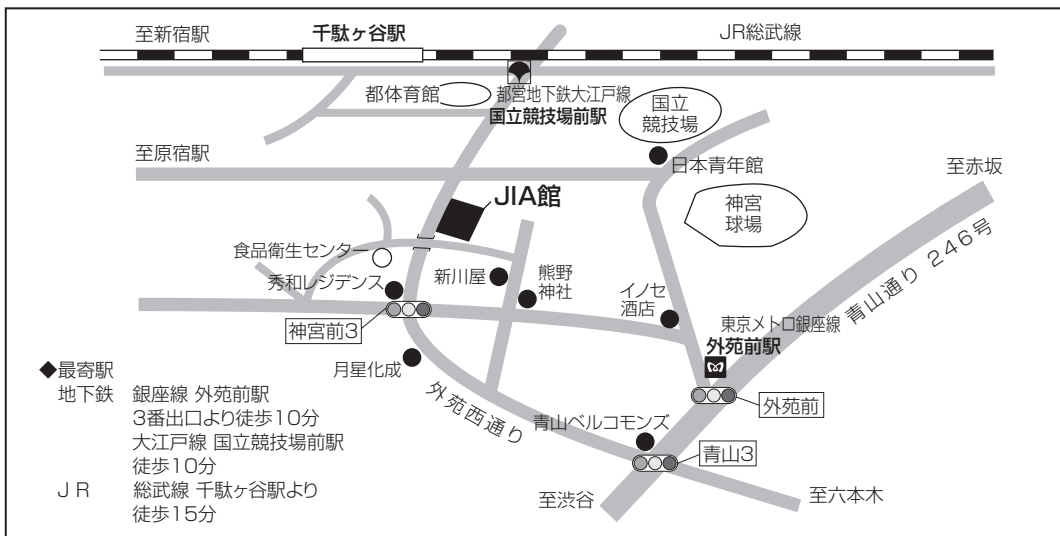 至新宿駅
千駄ヶ谷駅
JR総武線
都体育館
都営地下鉄大江戸線
国立競技場前駅
国立
競技場
至原宿駅
日本青年館
至赤坂
JIA館
神宮
球場
食品衛生センター
新川屋
熊野
神社
秀和レジデンス
イノセ
酒店
青山通り 246号
神宮前3
東京メトロ銀座線
外苑前駅
月星化成
外苑西通り
外苑前
青山ベルコモンズ
青山3
至渋谷
至六本木
◆最寄駅
地下鉄 銀座線 外苑前駅
3番出口より徒歩10分
大江戸線 国立競技場前駅
徒歩10分
JR 総武線 千駄ヶ谷駅より
徒歩15分